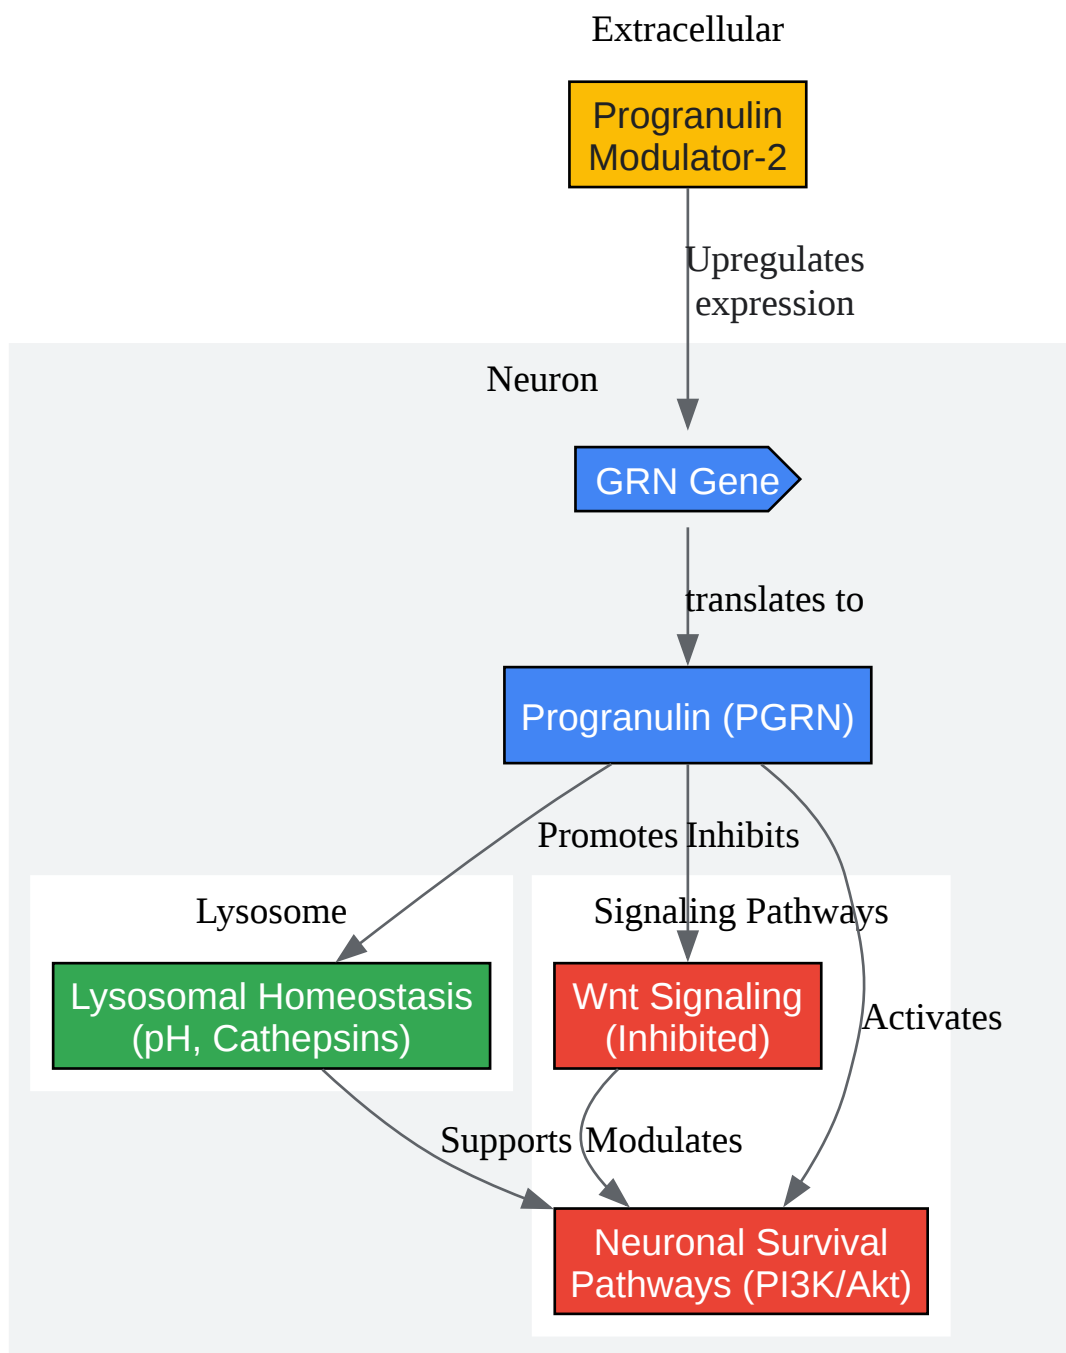 Extracellular
Progranulin
Modulator-2
Upregulates
expression
Neuron
GRN Gene
translates to
Progranulin (PGRN)
Promotes
Inhibits
Lysosome
Signaling Pathways
Lysosomal Homeostasis
(pH, Cathepsins)
Wnt Signaling
(Inhibited)
Activates
Supports
Modulates
Neuronal Survival
Pathways (PI3K/Akt)